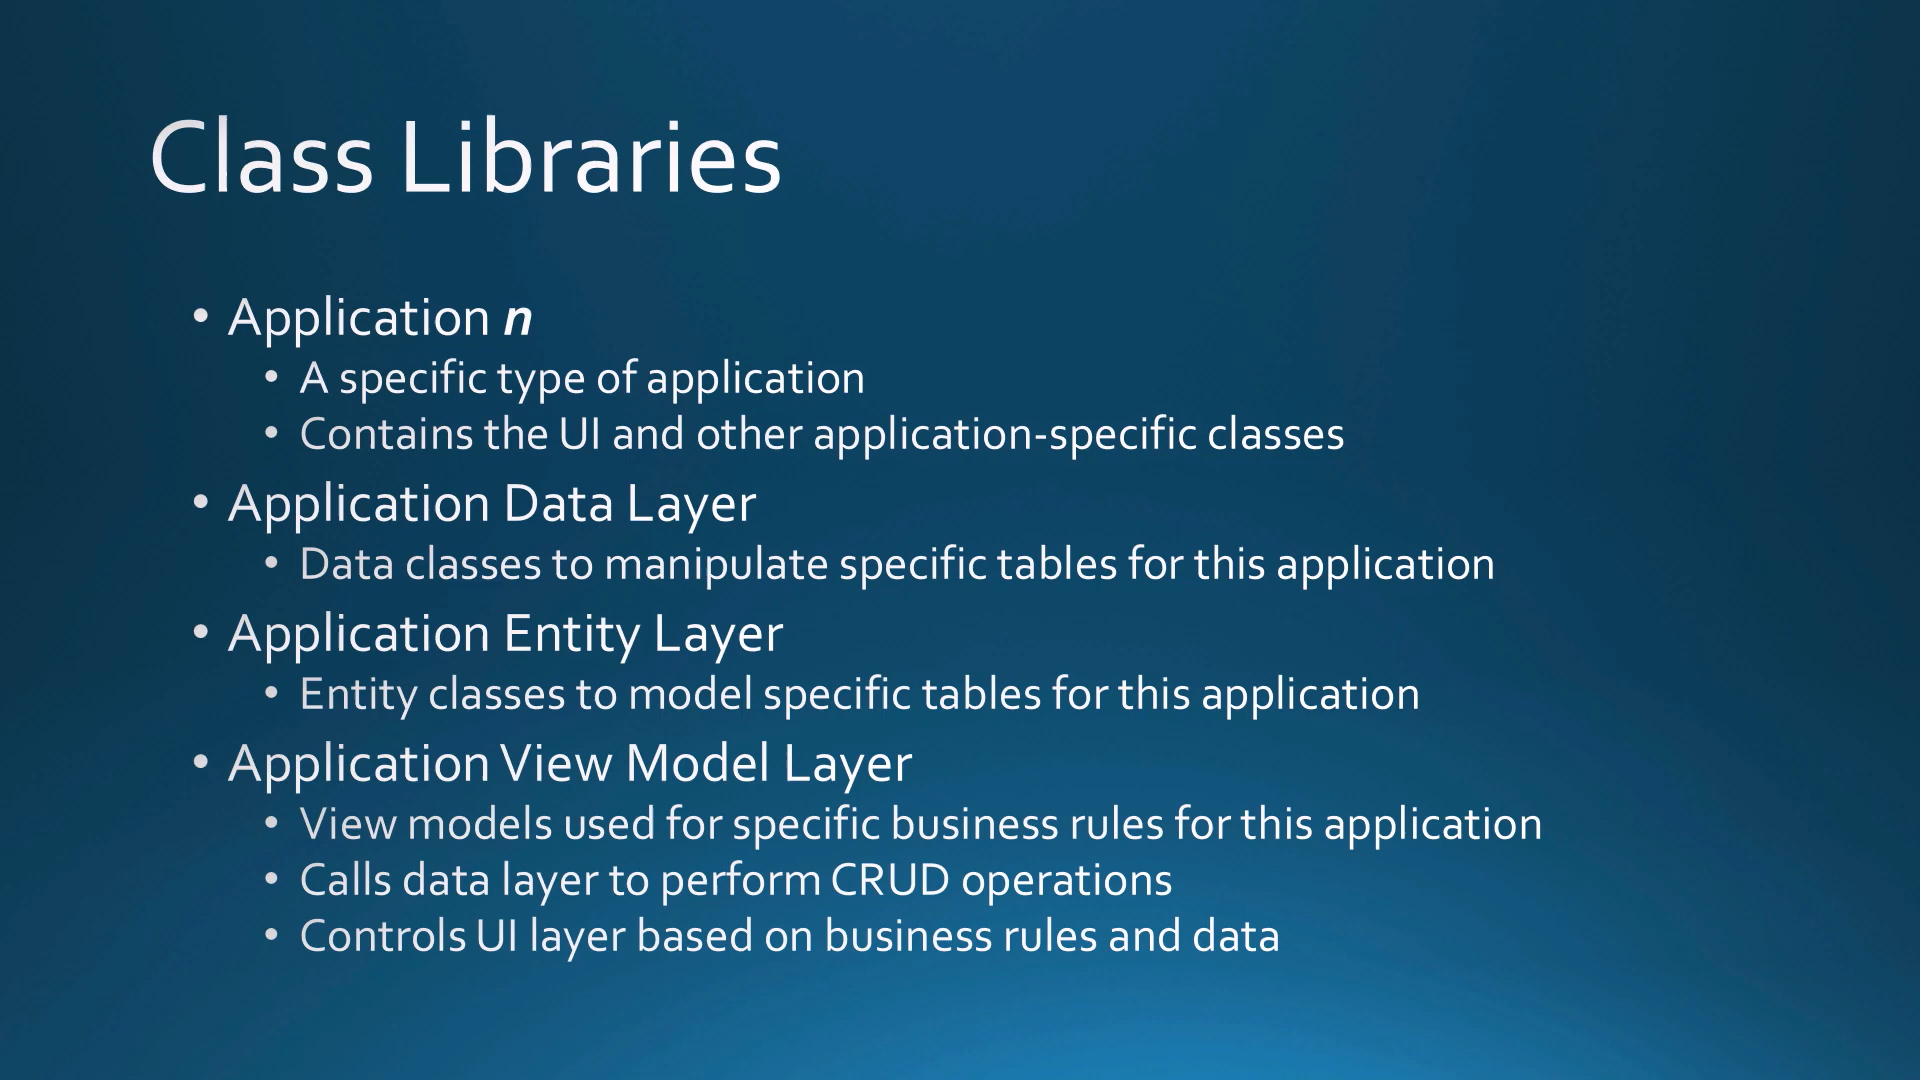 Class Libraries
• Application n
• A specific type of application
• Contains the UI and other application-specific classes
• Application Data Layer
• Data classes to manipulate specific tables for this application
• Application Entity Layer
• Entity classes to model specific tables for this application
• Application View Model Layer
• View models used for specific business rules for this application
• Calls data layer to perform CRUD operations
• Controls UI layer based on business rules and data